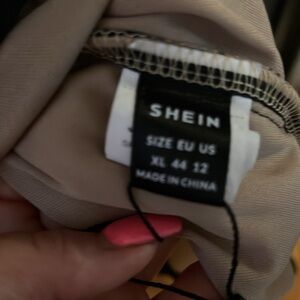 SHEIN
SIZE EU US
XL 44 12
MADE IN CHINA